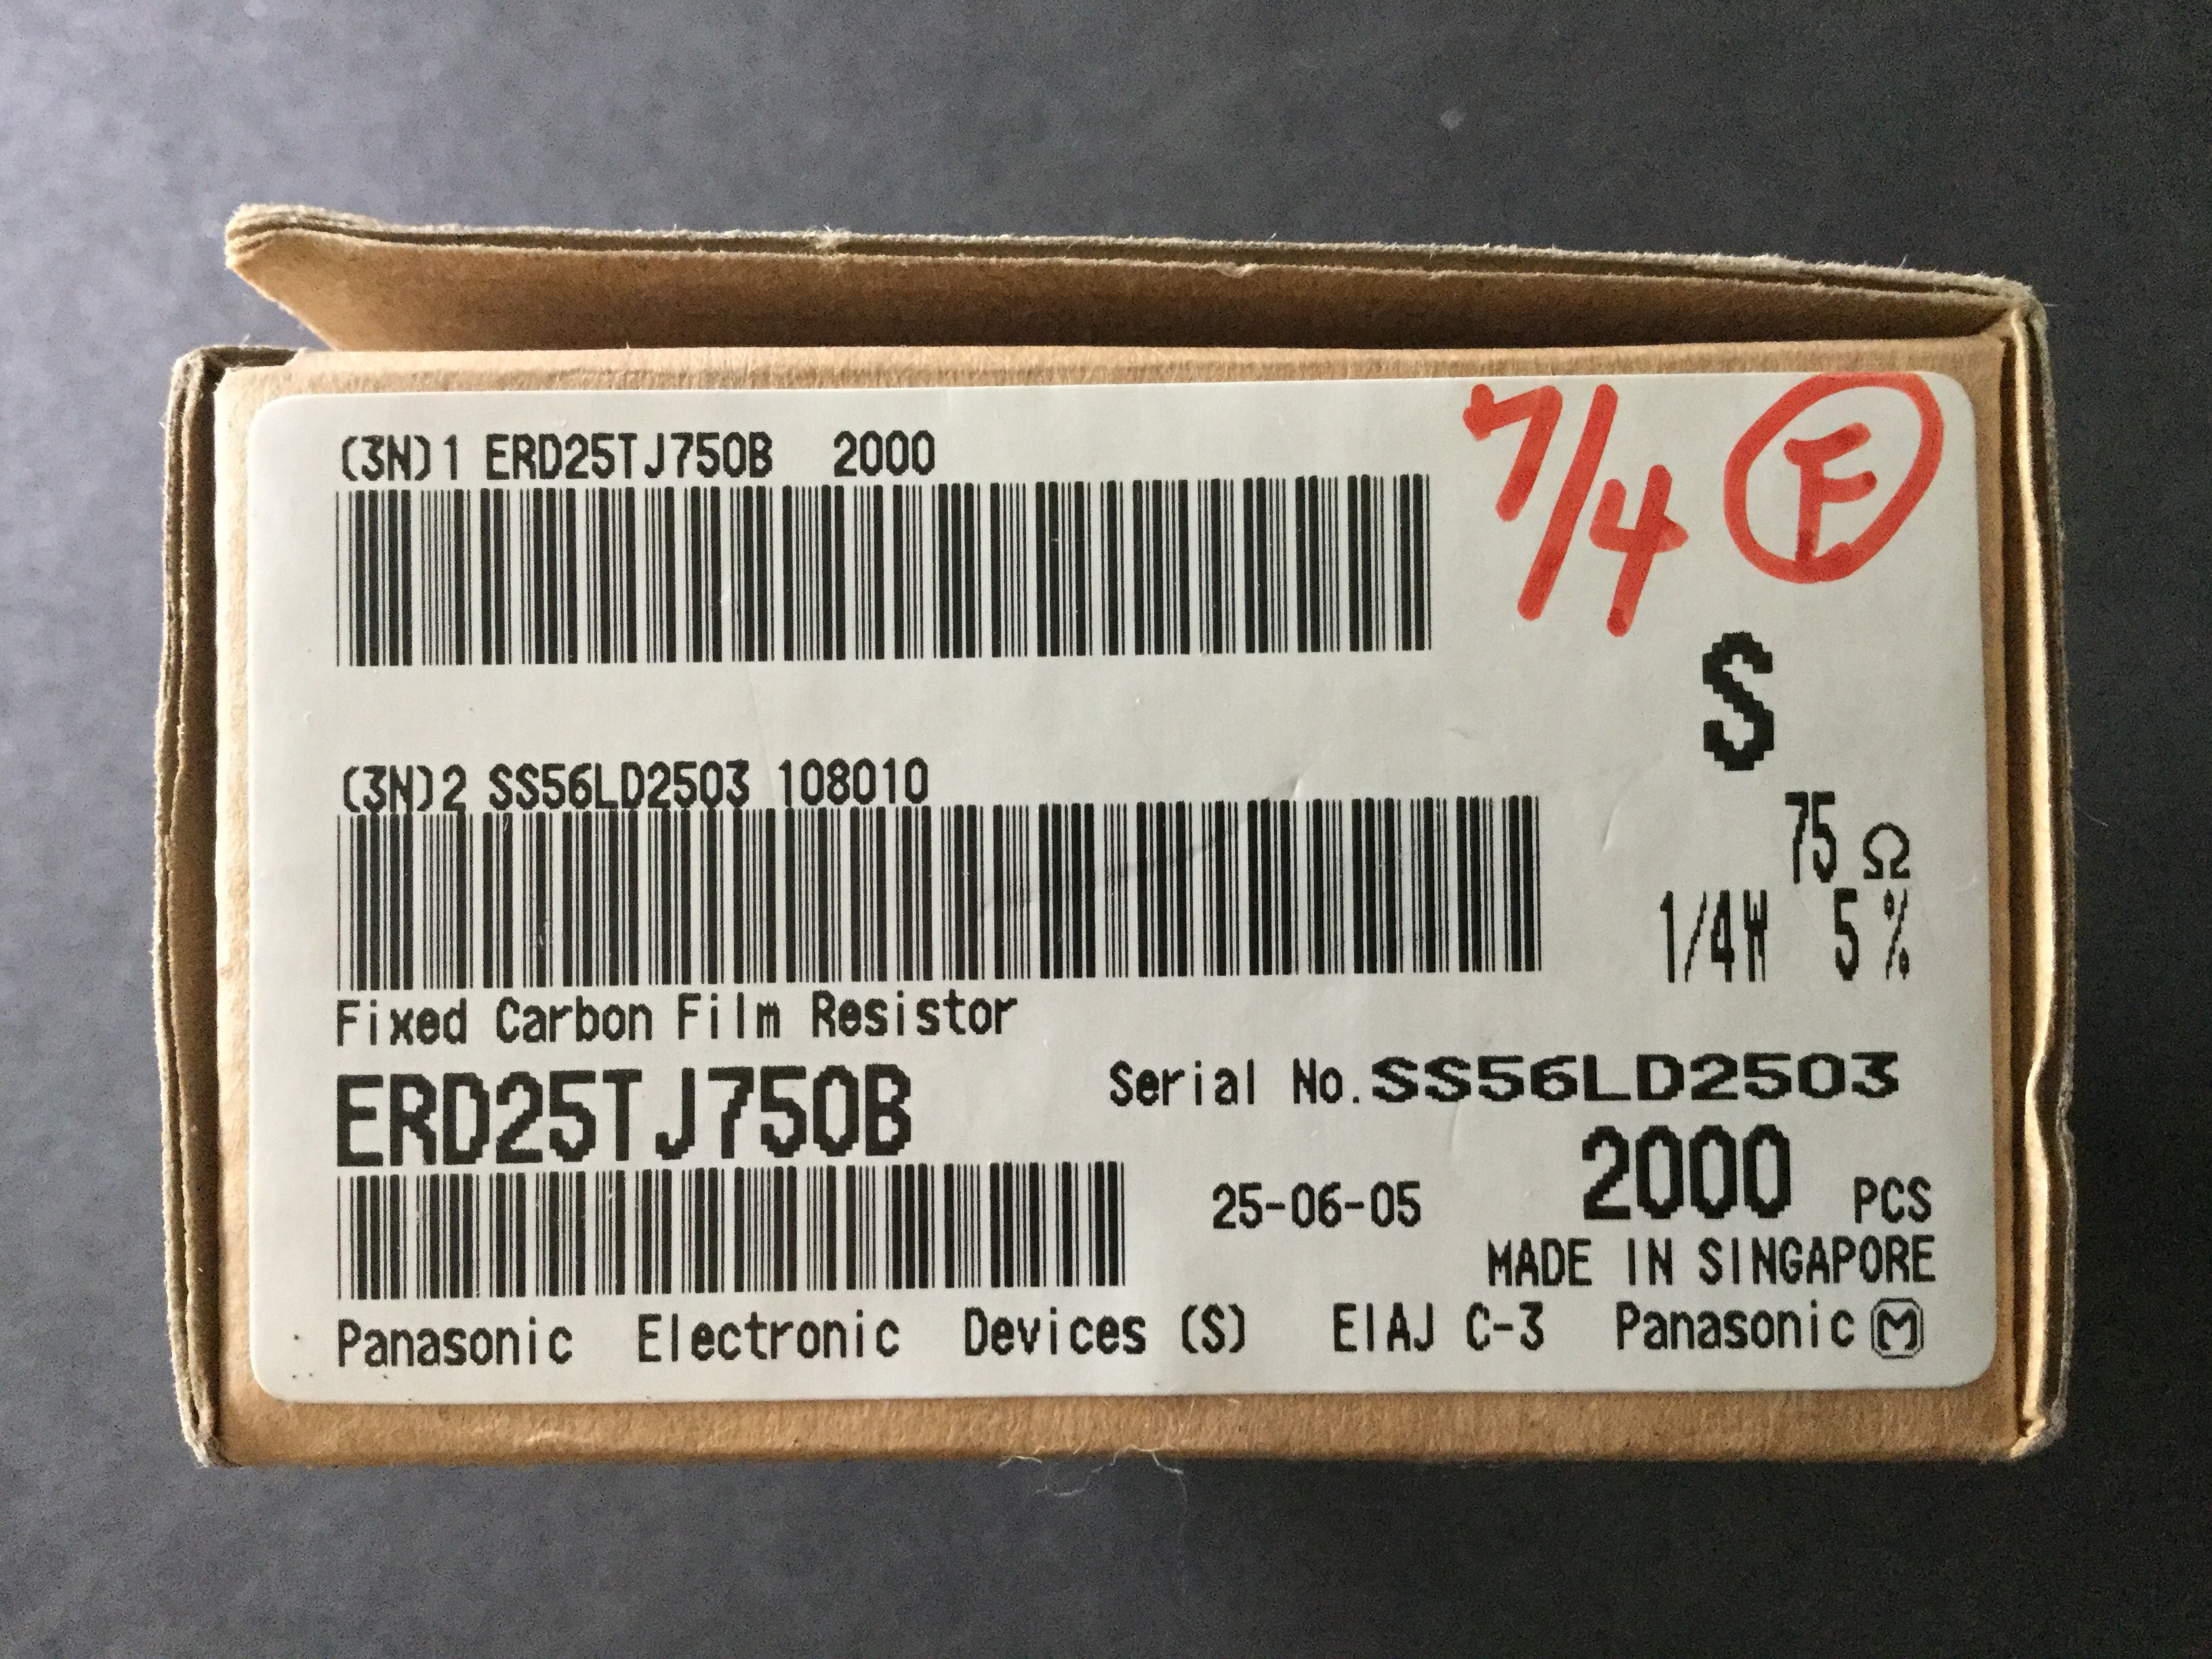 (3N)1 ERD25TJ750B 2000
7/4 F
S
(3N)2 SS56LD2503 108010
75 Ω
1/4W 5%
Fixed Carbon Film Resistor
ERD25TJ750B Serial No.SS56LD2503
25-06-05 2000 PCS
MADE IN SINGAPORE
Panasonic Electronic Devices (S) EIAJ C-3 Panasonic M